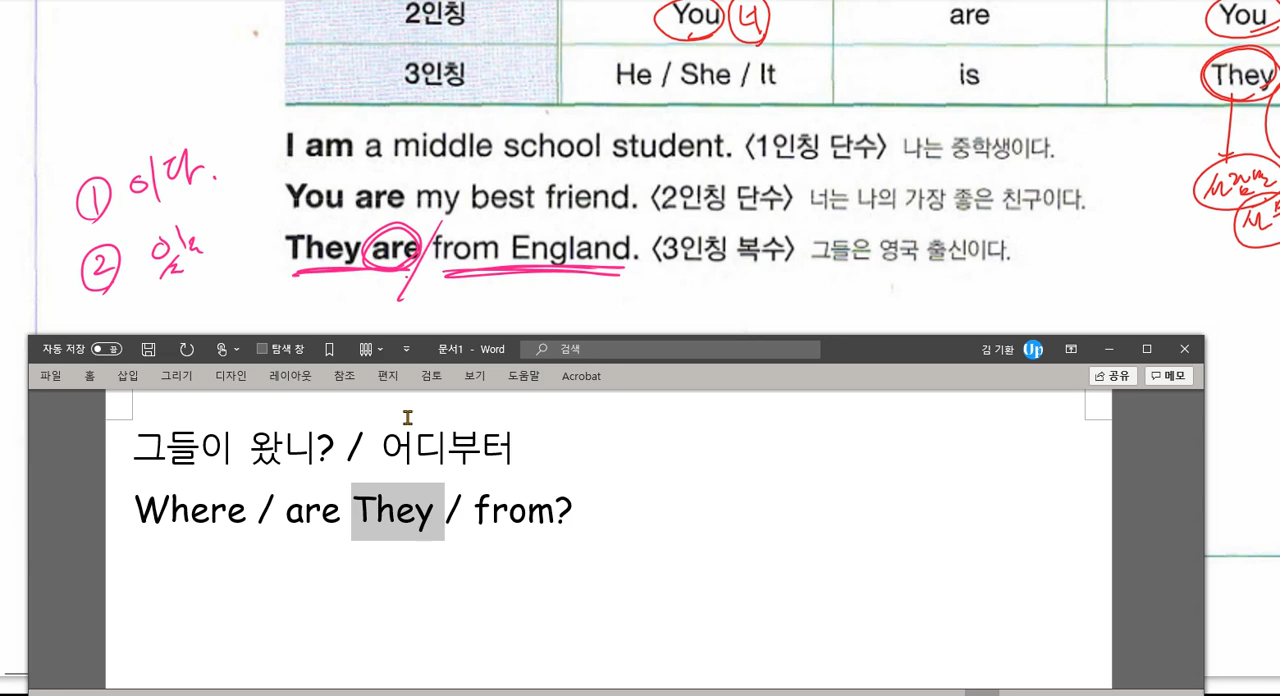 2인칭 You 너 are You
3인칭 He / She / It is They
I am a middle school student. 〈1인칭 단수〉 나는 중학생이다.
① 이다.
You are my best friend. 〈2인칭 단수〉 너는 나의 가장 좋은 친구이다.
They are / from England. 〈3인칭 복수〉 그들은 영국 출신이다.
②
자동 저장 끔 탐색 창 문서1 - Word 검색 김 기환 Up
파일 홈 삽입 그리기 디자인 레이아웃 참조 편지 검토 보기 도움말 Acrobat 공유 메모
그들이 왔니? / 어디부터
Where / are They / from?